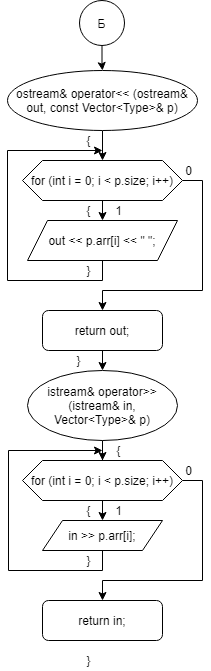 Б
ostream& operator<< (ostream&
out, const Vector<Type>& p)
{
for (int i = 0; i < p.size; i++)
0
{
1
out << p.arr[i] << " ";
}
return out;
}
istream& operator>>
(istream& in,
Vector<Type>& p)
{
for (int i = 0; i < p.size; i++)
0
{
1
in >> p.arr[i];
}
return in;
}